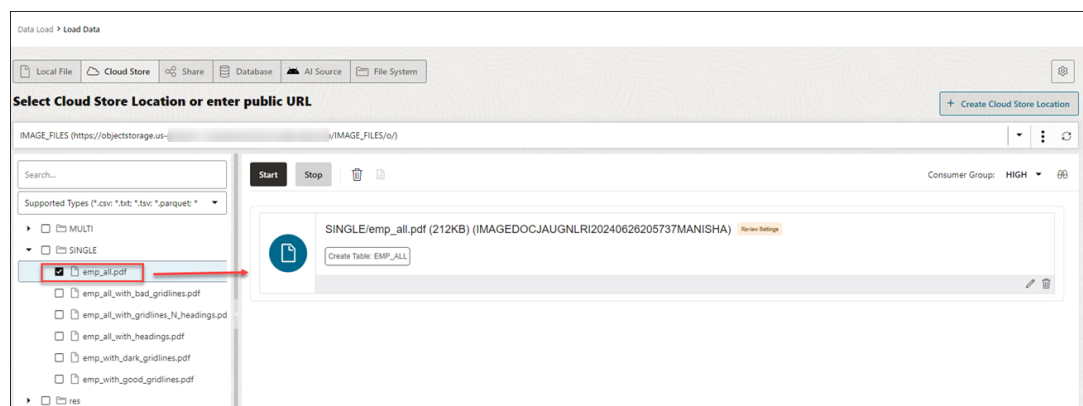 Data Load > Load Data
Local File Cloud Store Share Database AI Source File System
Select Cloud Store Location or enter public URL
+ Create Cloud Store Location
IMAGE_FILES (https://objectstorage.us- /IMAGE_FILES/o/)
Search...
Start Stop
Consumer Group: HIGH
Supported Types (*.csv; *.txt; *.tsv; *.parquet; *
MULTI
SINGLE
emp_all.pdf
emp_all_with_bad_gridlines.pdf
emp_all_with_gridlines_N_headings.pd
emp_all_with_headings.pdf
emp_with_dark_gridlines.pdf
emp_with_good_gridlines.pdf
res
SINGLE/emp_all.pdf (212KB) (IMAGEDOCJAUGNLRI20240626205737MANISHA) Review Settings
Create Table: EMP_ALL